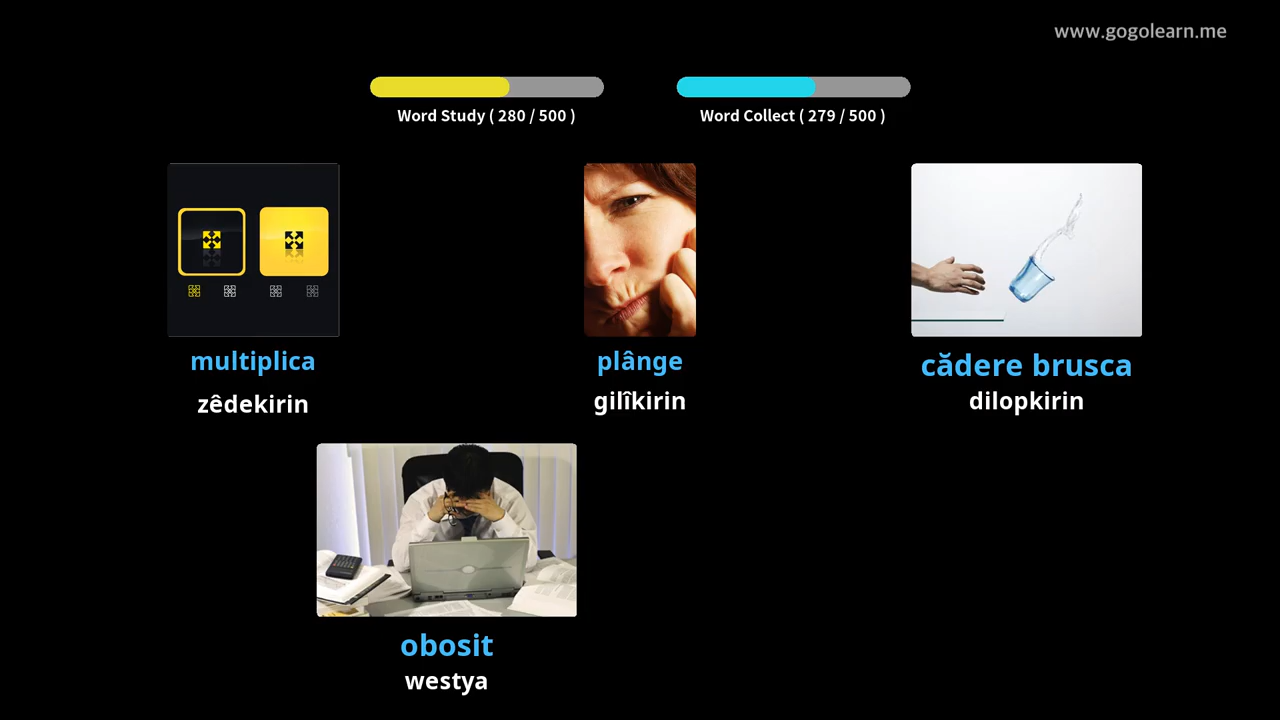 www.gogolearn.me
Word Study ( 280 / 500 )
Word Collect ( 279 / 500 )
multiplica
zêdekirin
plânge
gilîkirin
cădere brusca
dilopkirin
obosit
westya